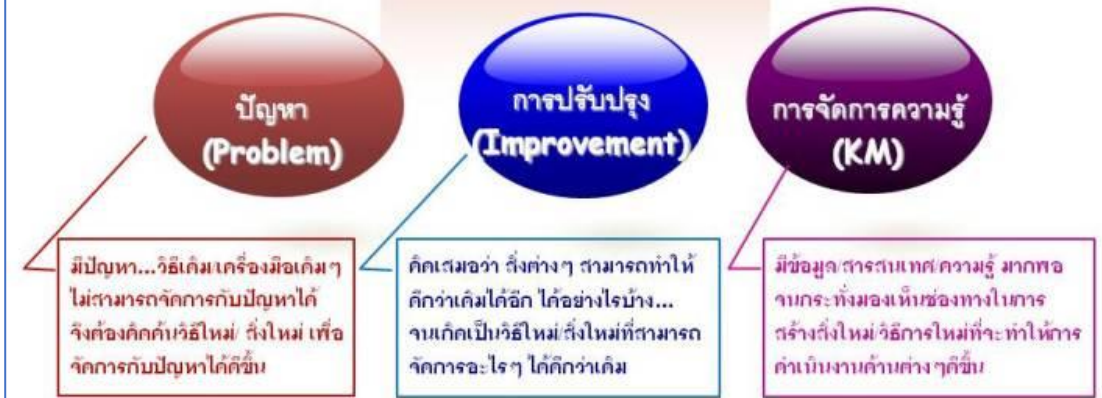 ปัญหา
(Problem)
มีปัญหา...วิธีเดิม/เครื่องมือเดิมๆ
ไม่สามารถจัดการกับปัญหาได้
จึงต้องคิดค้นวิธีใหม่/ สิ่งใหม่ เพื่อ
จัดการกับปัญหาได้ดีขึ้น
การปรับปรุง
(Improvement)
คิดเสมอว่า สิ่งต่างๆ สามารถทำให้
ดีกว่าเดิมได้อีก ได้อย่างไรบ้าง...
จนเกิดเป็นวิธีใหม่/สิ่งใหม่ที่สามารถ
จัดการอะไรๆ ได้ดีกว่าเดิม
การจัดการความรู้
(KM)
มีข้อมูล/สารสนเทศ/ความรู้ มากพอ
จนกระทั่งมองเห็นช่องทางในการ
สร้างสิ่งใหม่/วิธีการใหม่ที่จะทำให้การ
ดำเนินงานด้านต่างๆดีขึ้น